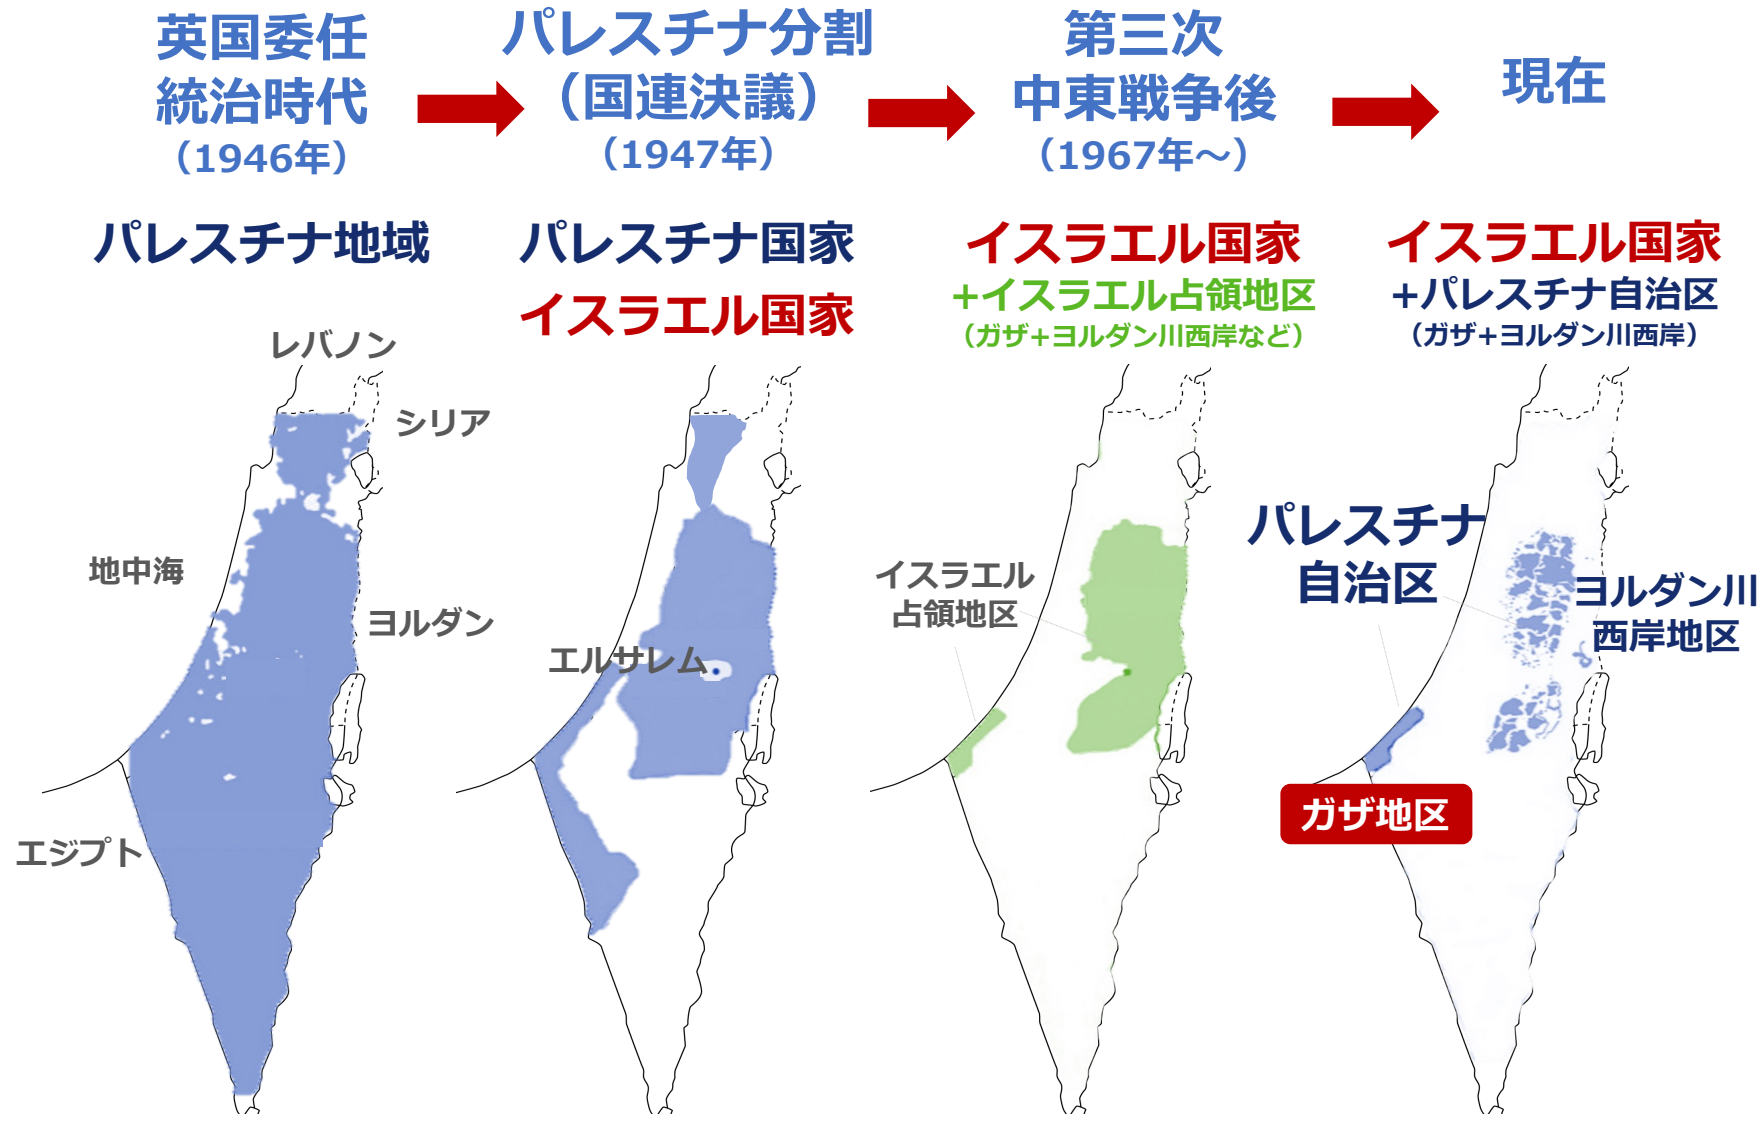 英国委任
統治時代
（1946年）
パレスチナ分割
（国連決議）
（1947年）
第三次
中東戦争後
（1967年～）
現在
パレスチナ地域
パレスチナ国家
イスラエル国家
イスラエル国家
+イスラエル占領地区
（ガザ+ヨルダン川西岸など）
イスラエル国家
+パレスチナ自治区
（ガザ+ヨルダン川西岸）
レバノン
シリア
地中海
ヨルダン
エジプト
エルサレム
イスラエル
占領地区
パレスチナ
自治区
ヨルダン川
西岸地区
ガザ地区